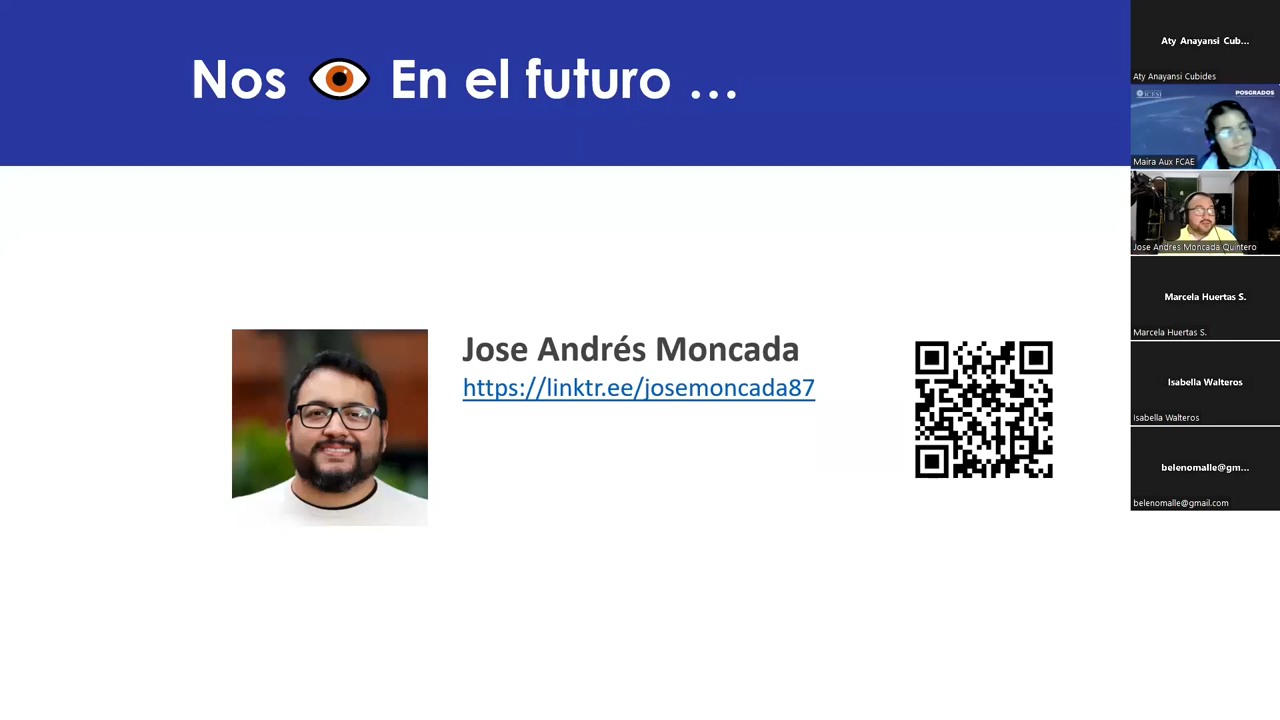 Nos En el futuro ...
Jose Andrés Moncada
https://linktr.ee/josemoncada87
Aty Anayansi Cub...
Aty Anayansi Cubides
ICESI
POSGRADOS
Maira Aux FCAE
Jose Andres Moncada Quintero
Marcela Huertas S.
Marcela Huertas S.
Isabella Walteros
Isabella Walteros
belenomalle@gm...
belenomalle@gmail.com